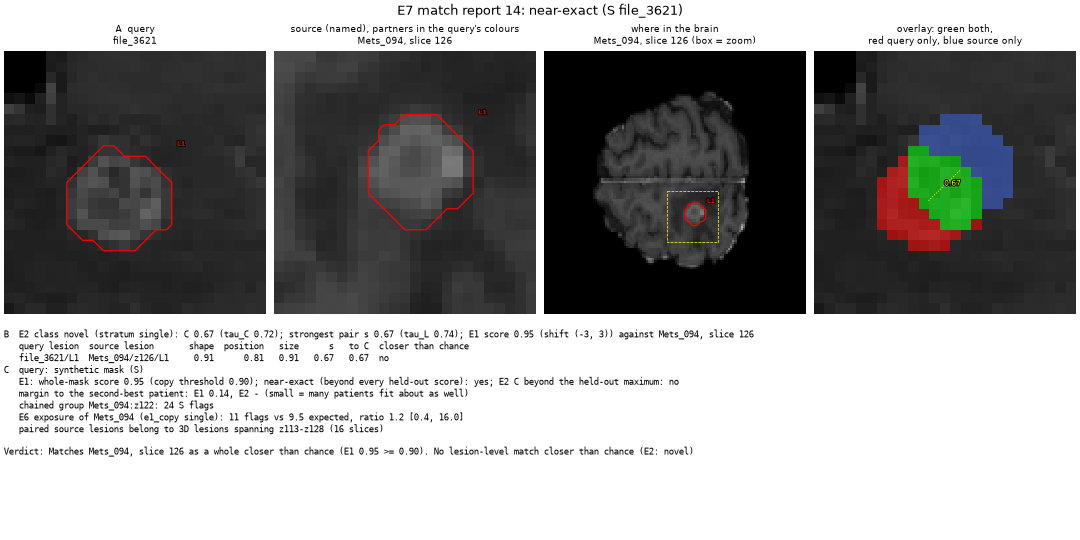 E7 match report 14: near-exact (S file_3621)
A query
file_3621
source (named), partners in the query's colours
Mets_094, slice 126
where in the brain
Mets_094, slice 126 (box = zoom)
overlay: green both,
red query only, blue source only
L1
0.67
B E2 class novel (stratum single): C 0.67 (tau_C 0.72); strongest pair s 0.67 (tau_L 0.74); E1 score 0.95 (shift (-3, 3)) against Mets_094, slice 126
query lesion source lesion shape position size s to C closer than chance
file_3621/L1 Mets_094/z126/L1 0.91 0.81 0.91 0.67 0.67 no
C query: synthetic mask (S)
E1: whole-mask score 0.95 (copy threshold 0.90); near-exact (beyond every held-out score): yes; E2 C beyond the held-out maximum: no
margin to the second-best patient: E1 0.14, E2 - (small = many patients fit about as well)
chained group Mets_094:z122: 24 S flags
E6 exposure of Mets_094 (e1_copy single): 11 flags vs 9.5 expected, ratio 1.2 [0.4, 16.0]
paired source lesions belong to 3D lesions spanning z113-z128 (16 slices)
Verdict: Matches Mets_094, slice 126 as a whole closer than chance (E1 0.95 >= 0.90). No lesion-level match closer than chance (E2: novel)